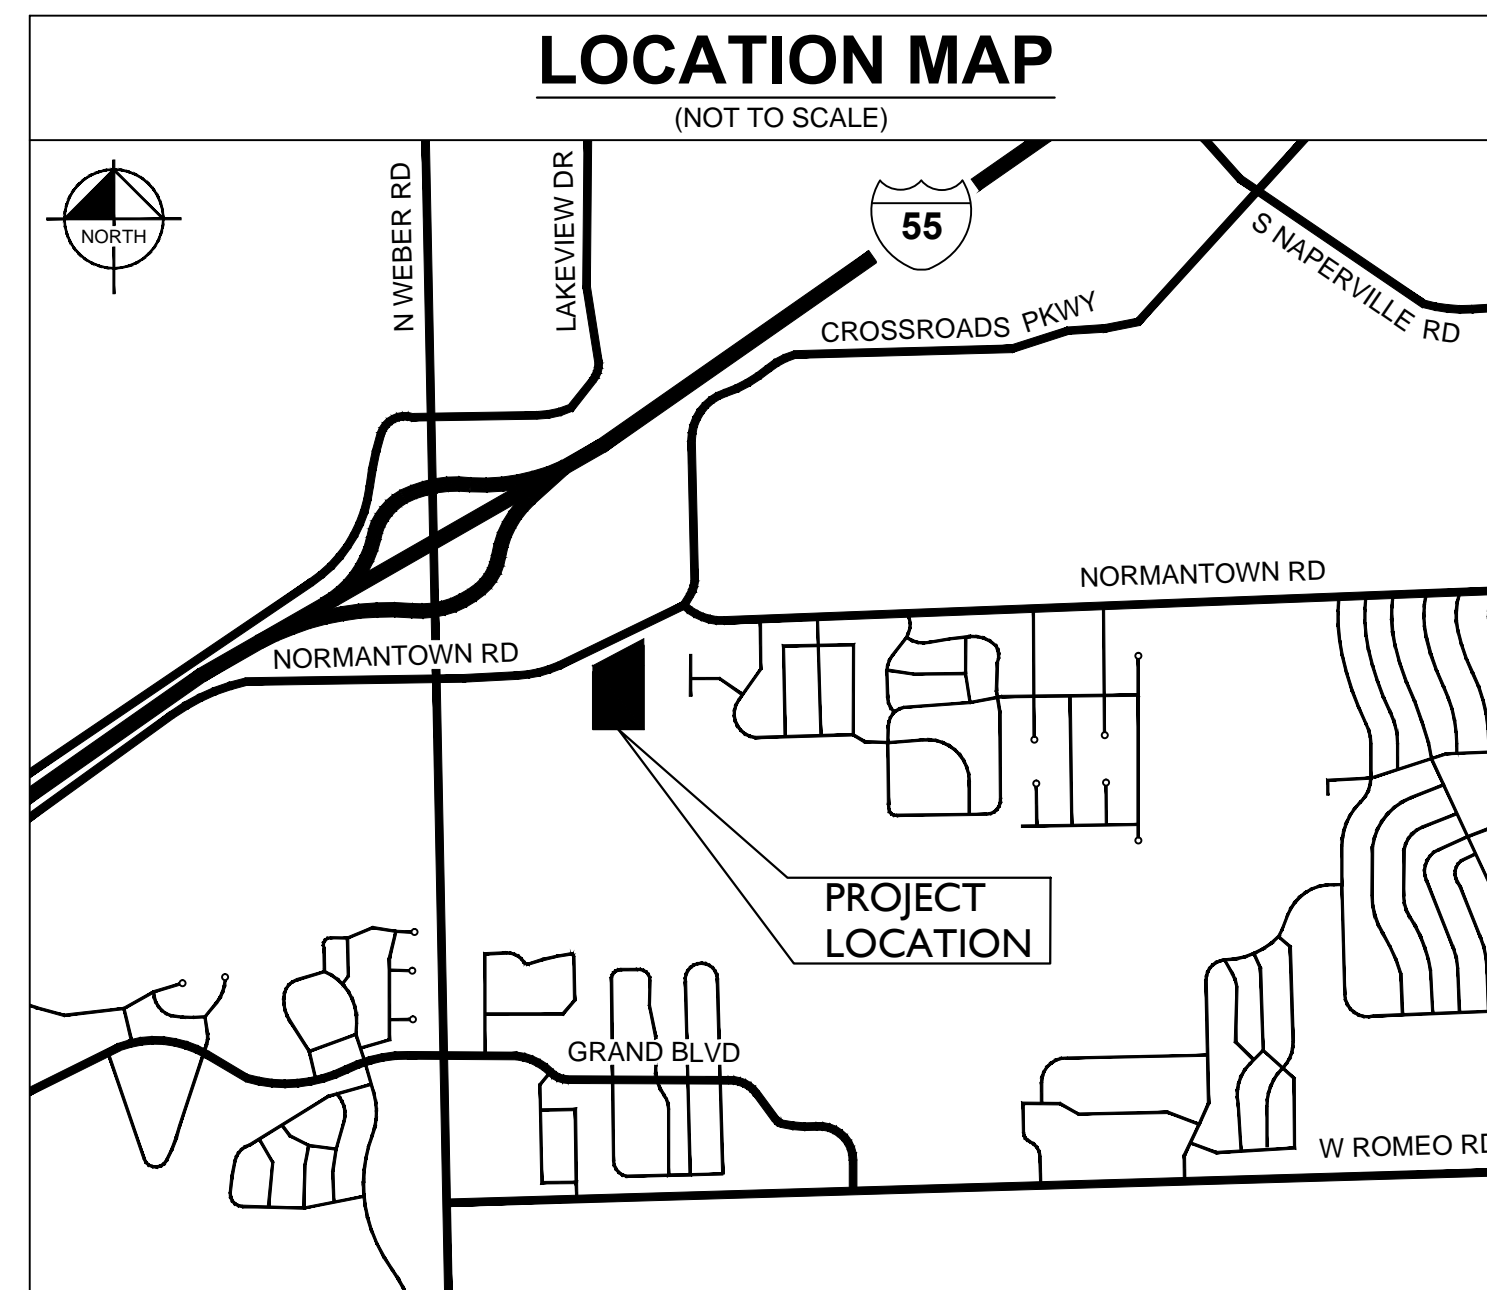 LOCATION MAP
(NOT TO SCALE)
NORTH
N WEBER RD
LAKEVIEW DR
55
S NAPERVILLE RD
CROSSROADS PKWY
NORMANTOWN RD
NORMANTOWN RD
PROJECT
LOCATION
GRAND BLVD
W ROMEO RD